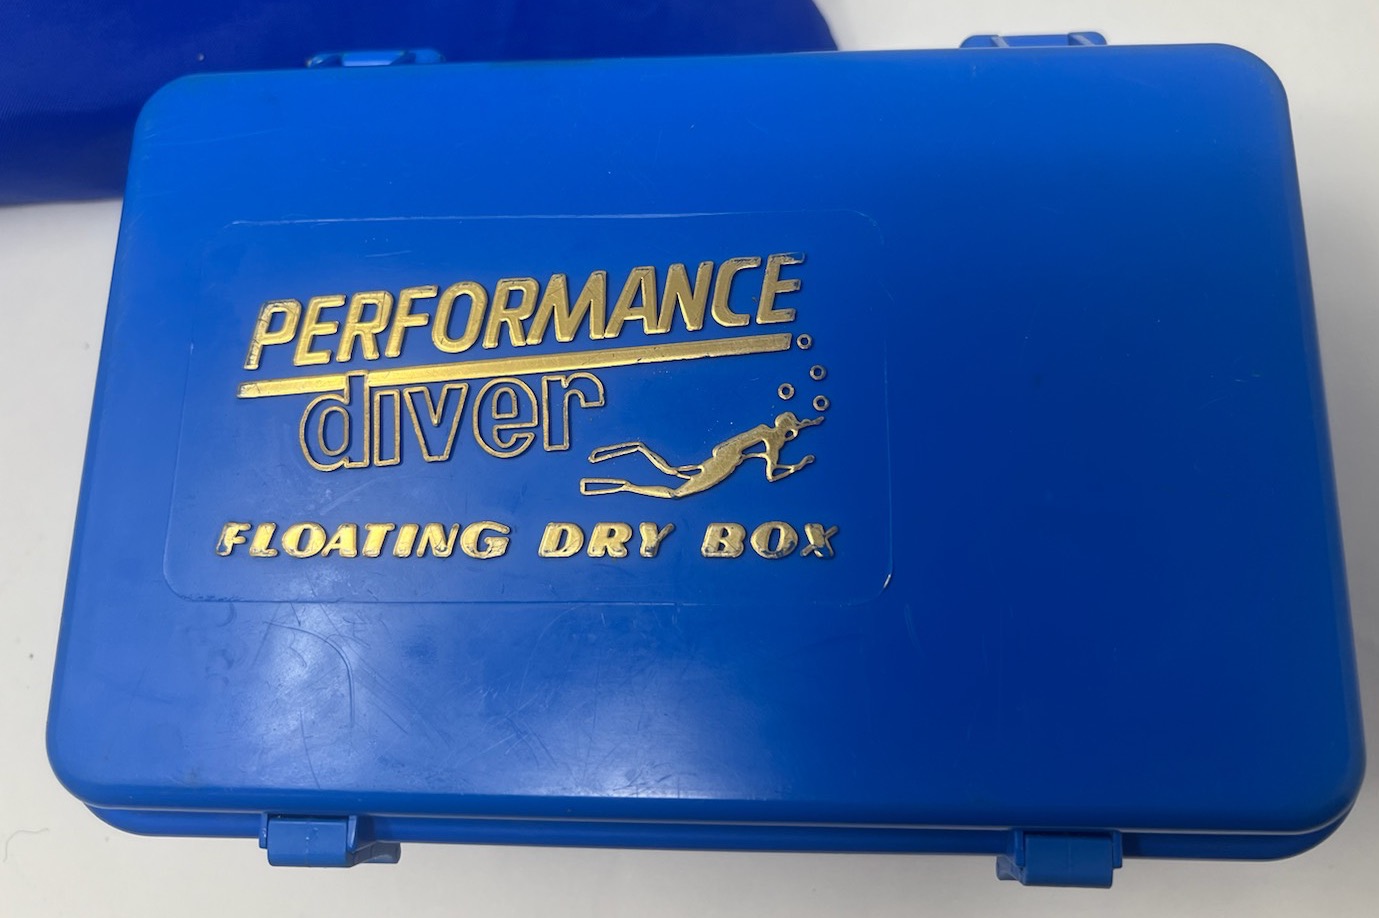 PERFORMANCE
diver
FLOATING DRY BOX